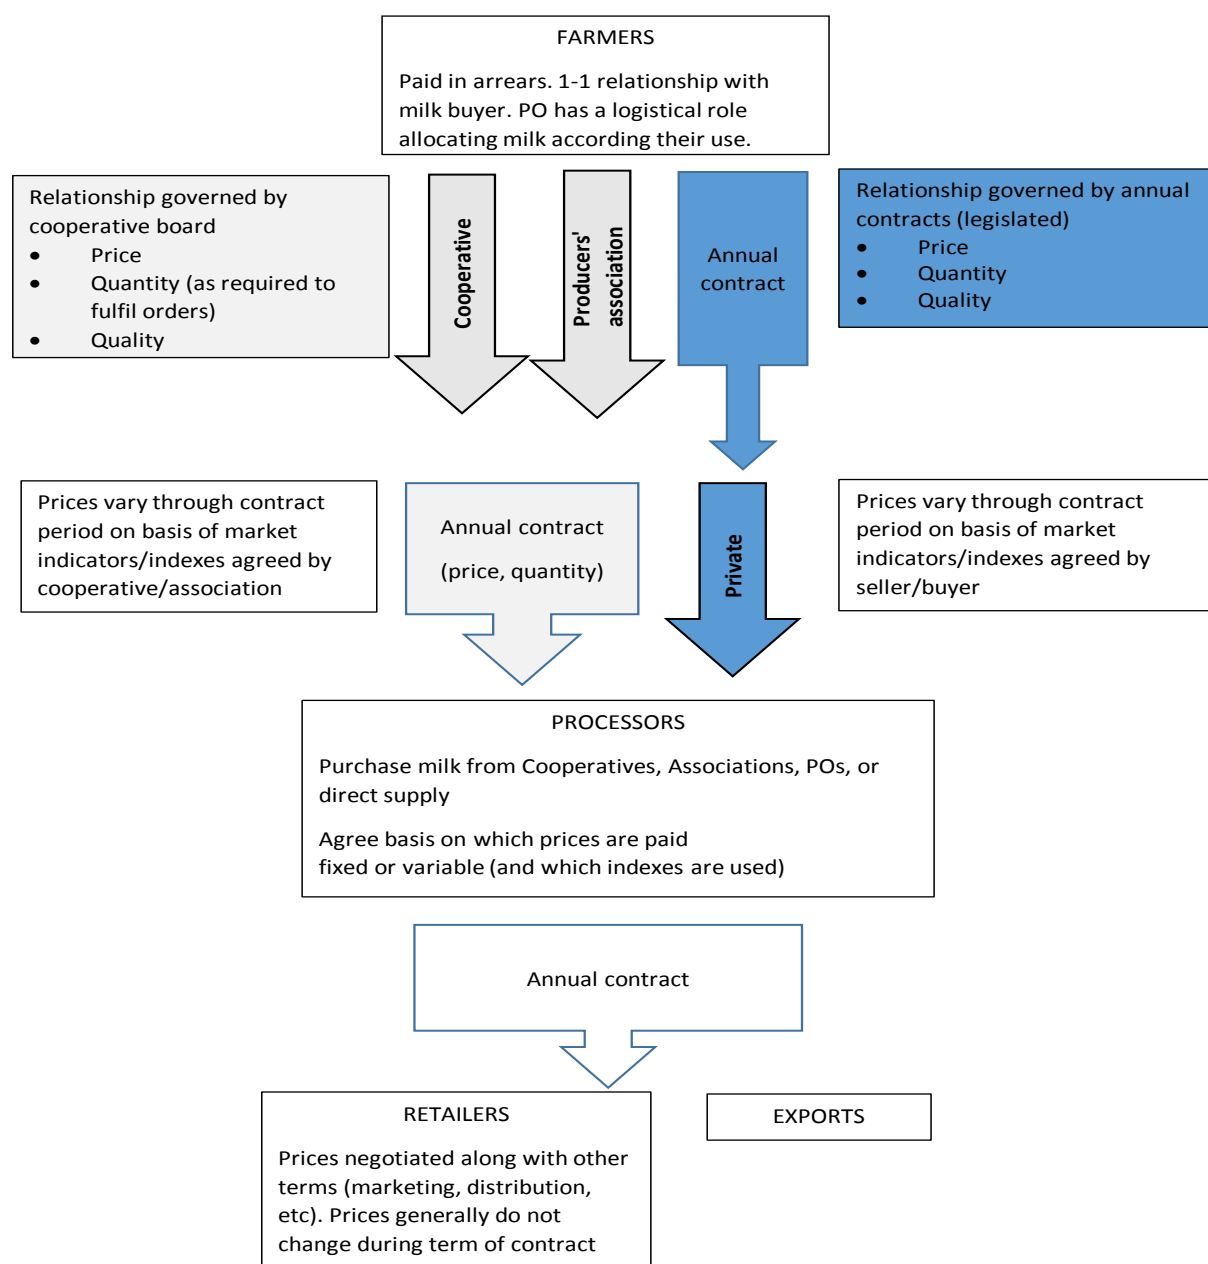 FARMERS
Paid in arrears. 1-1 relationship with
milk buyer. PO has a logistical role
allocating milk according their use.
Relationship governed by
cooperative board
• Price
• Quantity (as required to
fulfil orders)
• Quality
Cooperative
Producers'
association
Annual
contract
Relationship governed by annual
contracts (legislated)
• Price
• Quantity
• Quality
Prices vary through contract
period on basis of market
indicators/indexes agreed by
cooperative/association
Annual contract
(price, quantity)
Private
Prices vary through contract
period on basis of market
indicators/indexes agreed by
seller/buyer
PROCESSORS
Purchase milk from Cooperatives, Associations, POs, or
direct supply
Agree basis on which prices are paid
fixed or variable (and which indexes are used)
Annual contract
RETAILERS
Prices negotiated along with other
terms (marketing, distribution,
etc). Prices generally do not
change during term of contract
EXPORTS